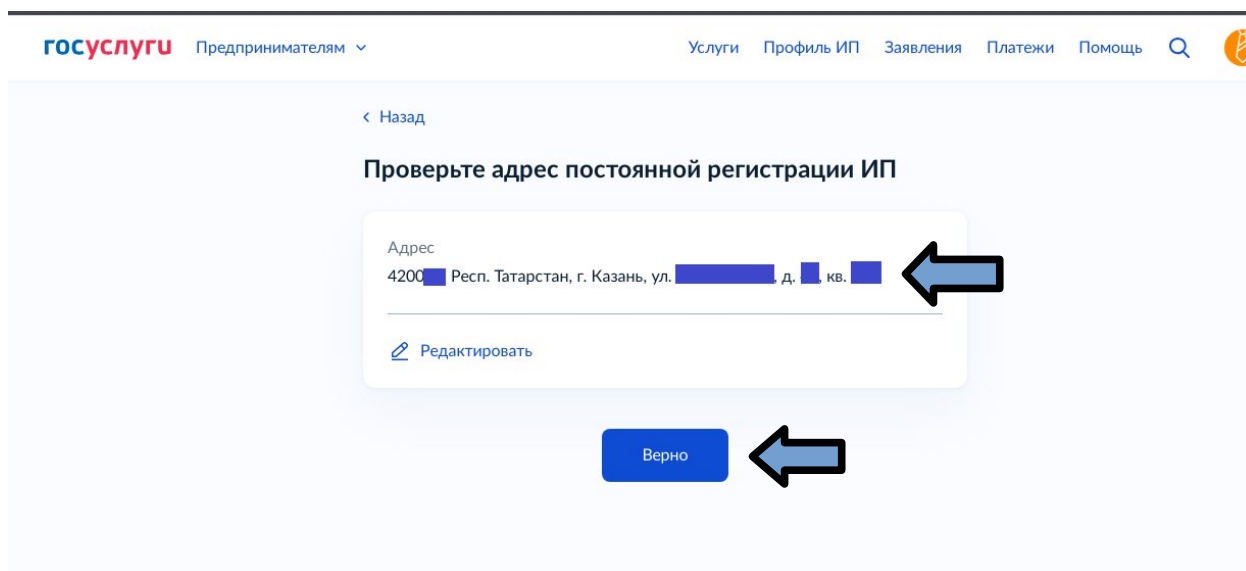 госуслуги Предпринимателям Услуги Профиль ИП Заявления Платежи Помощь
Назад
Проверьте адрес постоянной регистрации ИП
Адрес
4200 Респ. Татарстан, г. Казань, ул. , д. , кв.
Редактировать
Верно